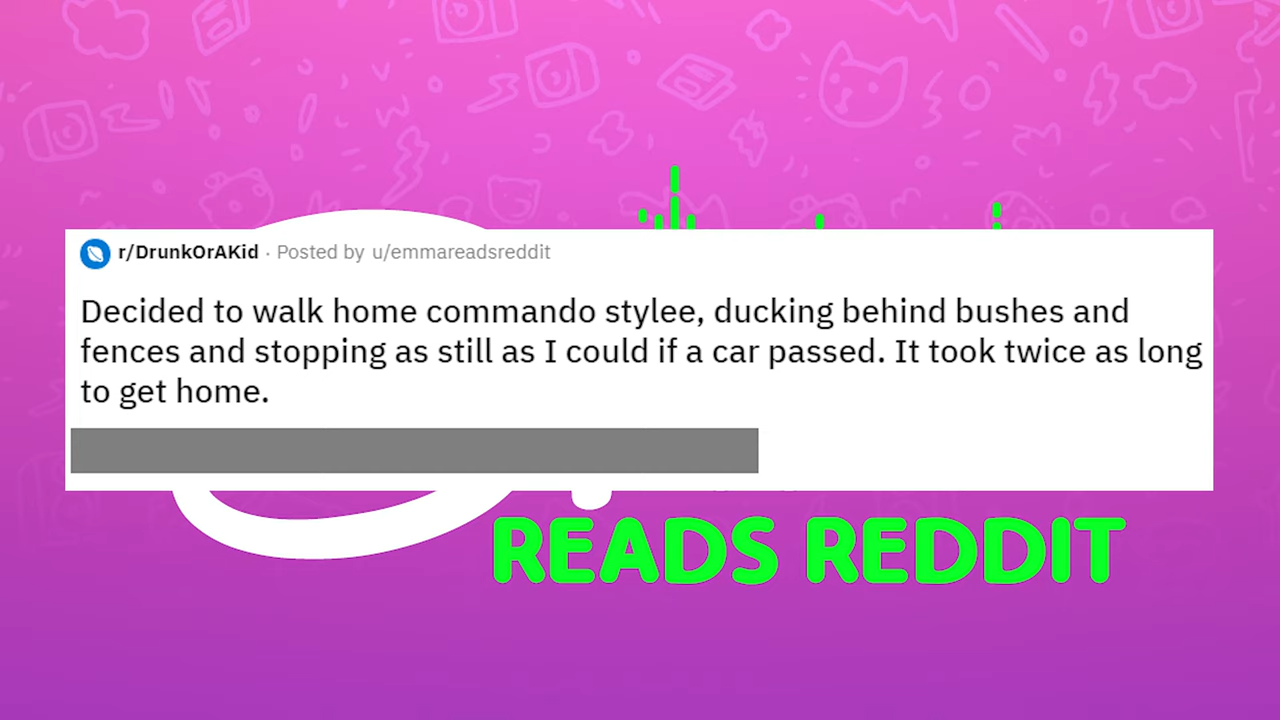 r/DrunkOrAKid · Posted by u/emmareadsreddit
Decided to walk home commando stylee, ducking behind bushes and
fences and stopping as still as I could if a car passed. It took twice as long
to get home.
READS REDDIT